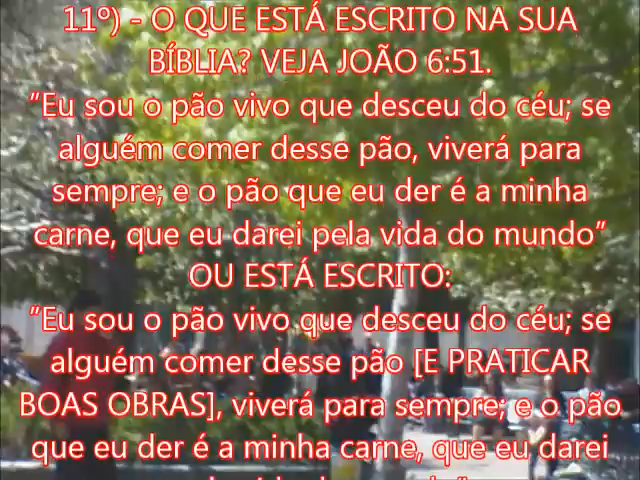 11º) - O QUE ESTÁ ESCRITO NA SUA
BÍBLIA? VEJA JOÃO 6:51.
"Eu sou o pão vivo que desceu do céu; se
alguém comer desse pão, viverá para
sempre; e o pão que eu der é a minha
carne, que eu darei pela vida do mundo"
OU ESTÁ ESCRITO:
"Eu sou o pão vivo que desceu do céu; se
alguém comer desse pão [E PRATICAR
BOAS OBRAS], viverá para sempre; e o pão
que eu der é a minha carne, que eu darei